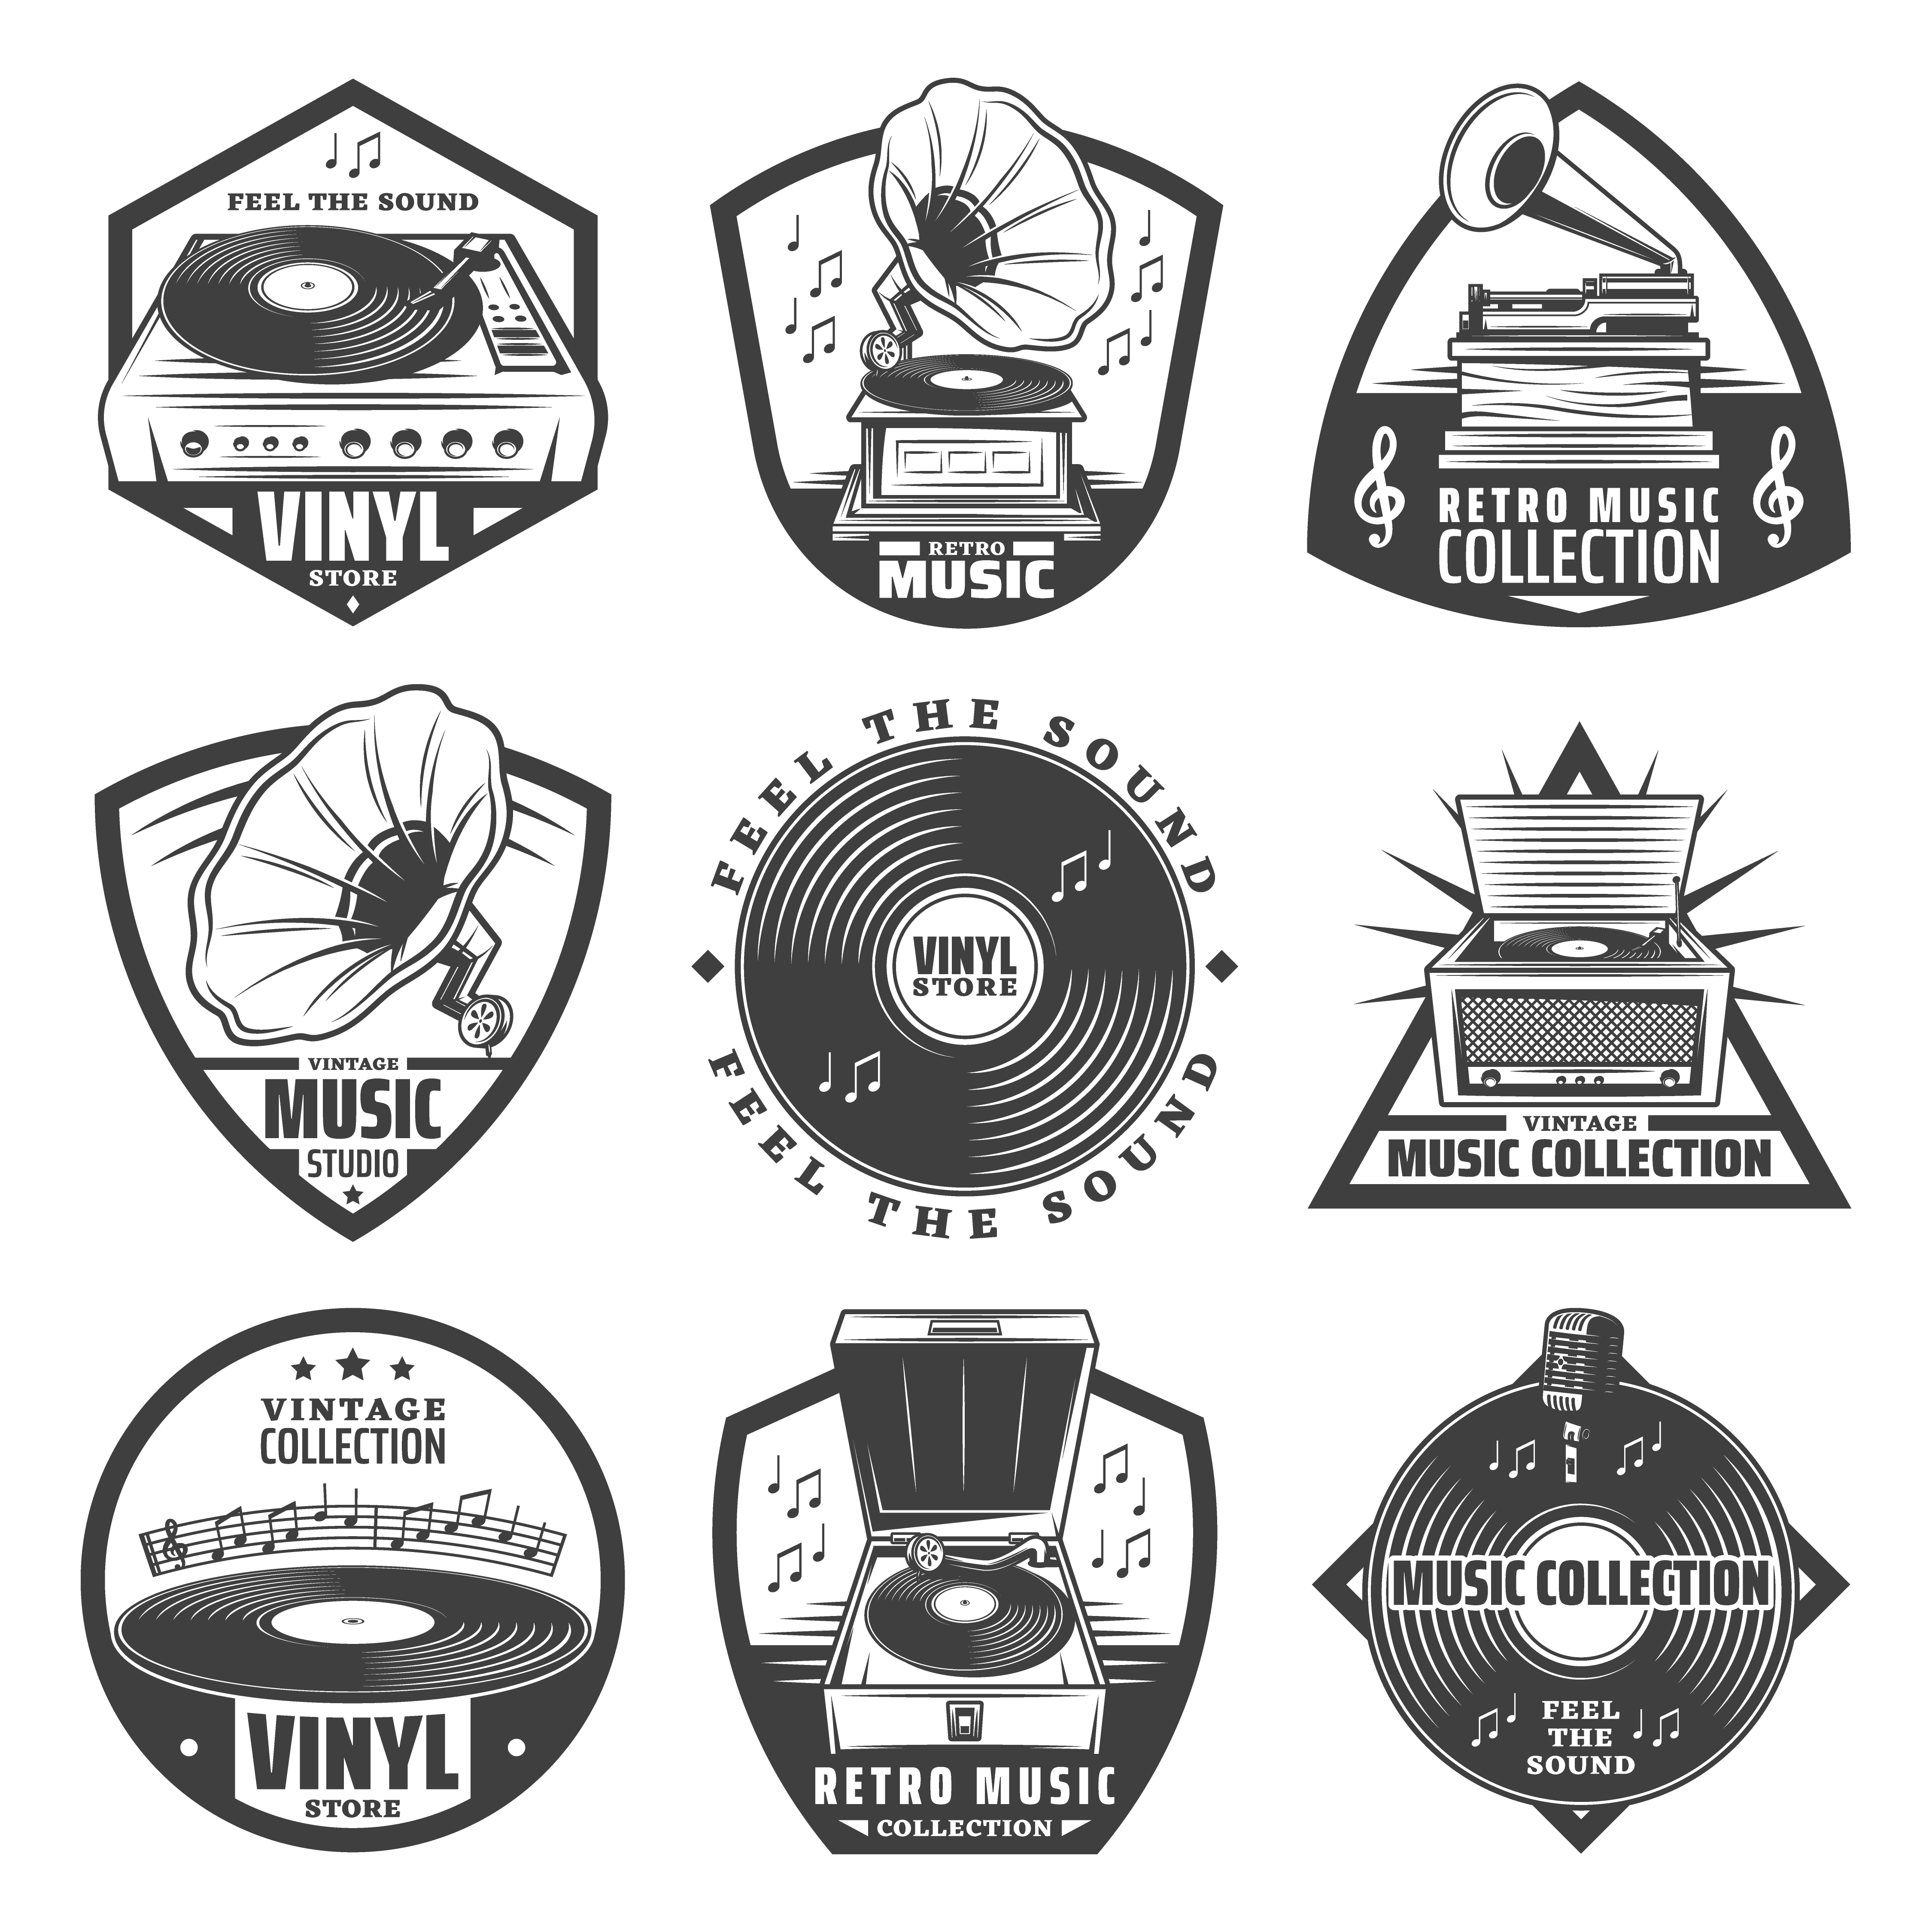 FEEL THE SOUND
VINYL
STORE
RETRO
MUSIC
RETRO MUSIC
COLLECTION
VINTAGE
MUSIC
STUDIO
FEEL THE SOUND
VINYL
STORE
FEEL THE SOUND
VINTAGE
MUSIC COLLECTION
VINTAGE
COLLECTION
VINYL
STORE
RETRO MUSIC
COLLECTION
MUSIC COLLECTION
FEEL
THE
SOUND